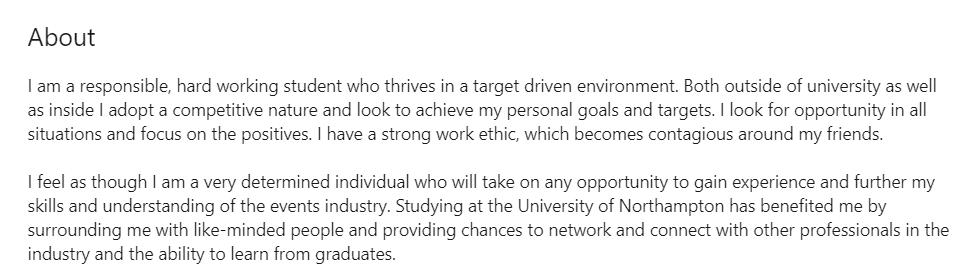 About
I am a responsible, hard working student who thrives in a target driven environment. Both outside of university as well
as inside I adopt a competitive nature and look to achieve my personal goals and targets. I look for opportunity in all
situations and focus on the positives. I have a strong work ethic, which becomes contagious around my friends.
I feel as though I am a very determined individual who will take on any opportunity to gain experience and further my
skills and understanding of the events industry. Studying at the University of Northampton has benefited me by
surrounding me with like-minded people and providing chances to network and connect with other professionals in the
industry and the ability to learn from graduates.